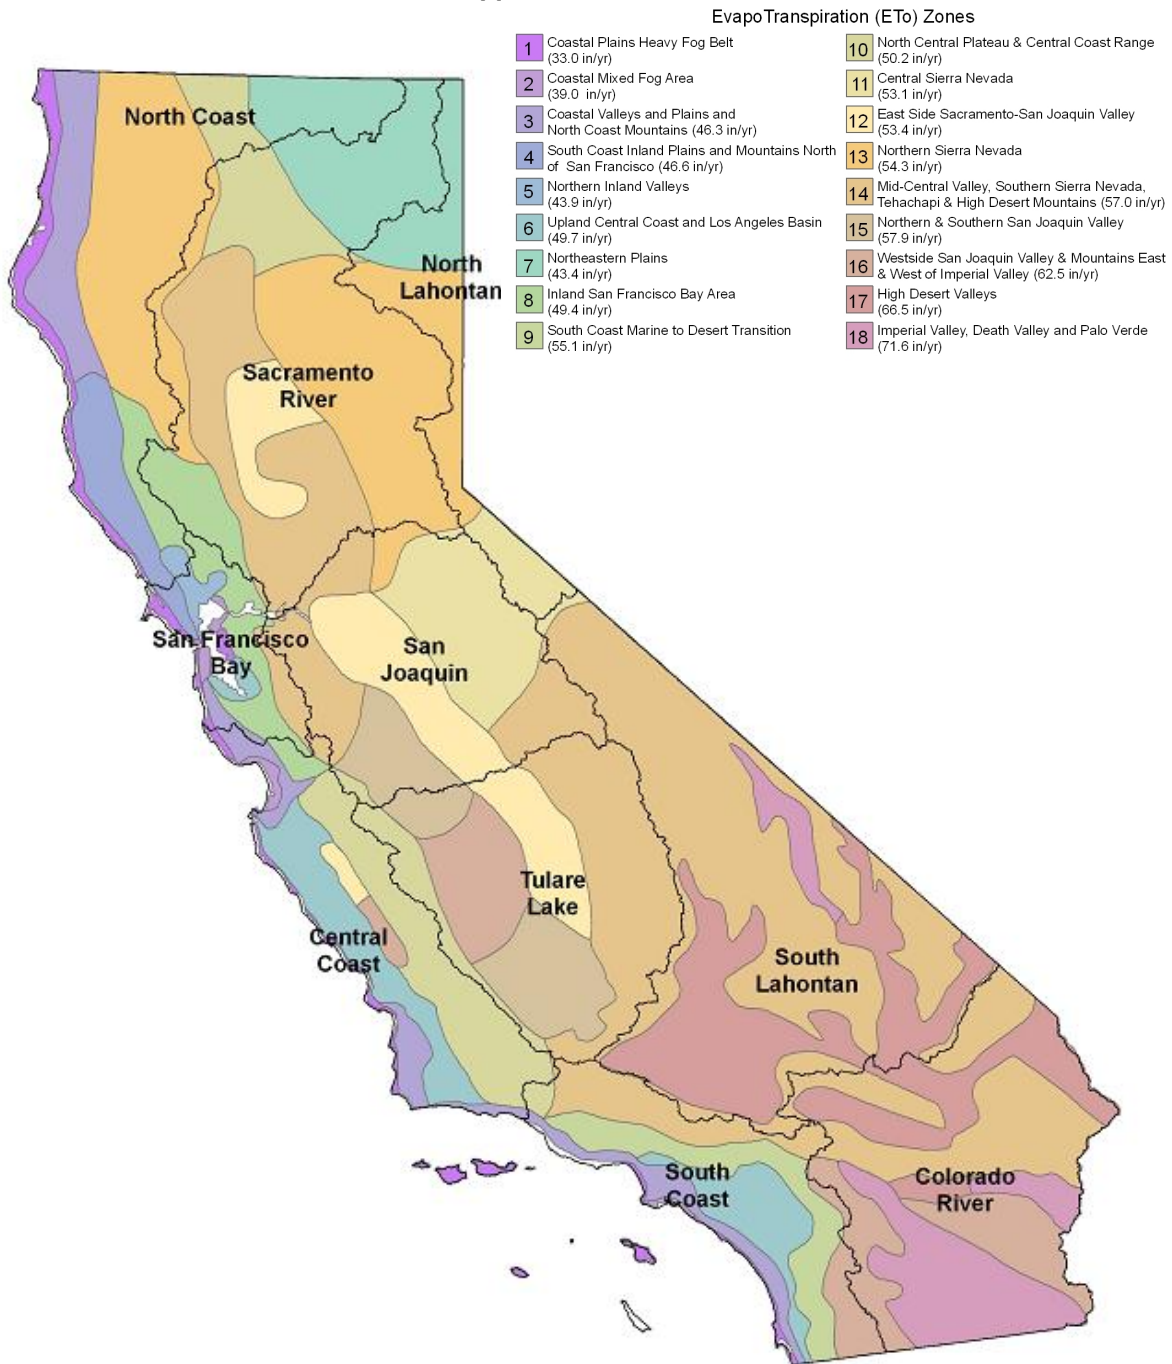 EvapoTranspiration (ETo) Zones
1 Coastal Plains Heavy Fog Belt
(33.0 in/yr)
2 Coastal Mixed Fog Area
(39.0 in/yr)
3 Coastal Valleys and Plains and
North Coast Mountains (46.3 in/yr)
4 South Coast Inland Plains and Mountains North
of San Francisco (46.6 in/yr)
5 Northern Inland Valleys
(43.9 in/yr)
6 Upland Central Coast and Los Angeles Basin
(49.7 in/yr)
7 Northeastern Plains
(43.4 in/yr)
8 Inland San Francisco Bay Area
(49.4 in/yr)
9 South Coast Marine to Desert Transition
(55.1 in/yr)
10 North Central Plateau & Central Coast Range
(50.2 in/yr)
11 Central Sierra Nevada
(53.1 in/yr)
12 East Side Sacramento-San Joaquin Valley
(53.4 in/yr)
13 Northern Sierra Nevada
(54.3 in/yr)
14 Mid-Central Valley, Southern Sierra Nevada,
Tehachapi & High Desert Mountains (57.0 in/yr)
15 Northern & Southern San Joaquin Valley
(57.9 in/yr)
16 Westside San Joaquin Valley & Mountains East
& West of Imperial Valley (62.5 in/yr)
17 High Desert Valleys
(66.5 in/yr)
18 Imperial Valley, Death Valley and Palo Verde
(71.6 in/yr)
North Coast
North
Lahontan
Sacramento
River
San Francisco
Bay
San
Joaquin
Tulare
Lake
Central
Coast
South
Lahontan
South
Coast
Colorado
River